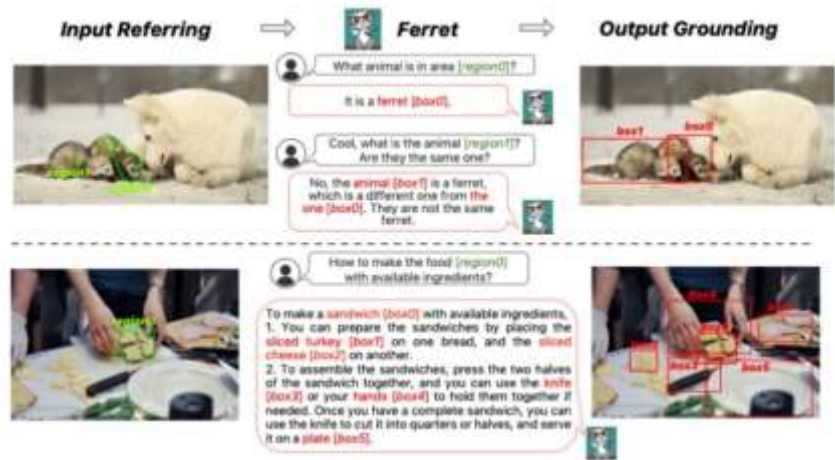 Input Referring
Ferret
Output Grounding
What animal is in area [region0]?
It is a ferret [box0].
Cool, what is the animal [region1]?
Are they the same one?
No, the animal [box1] is a ferret,
which is a different one from the
one [box0]. They are not the same
ferret.
box1
box0
How to make the food [region0]
with available ingredients?
To make a sandwich [box0] with available ingredients,
1. You can prepare the sandwiches by placing the
sliced turkey [box1] on one bread, and the sliced
cheese [box2] on another.
2. To assemble the sandwiches, press the two halves
of the sandwich together, and you can use the knife
[box3] or your hands [box4] to hold them together if
needed. Once you have a complete sandwich, you can
use the knife to cut it into quarters or halves, and serve
it on a plate [box5].
box5